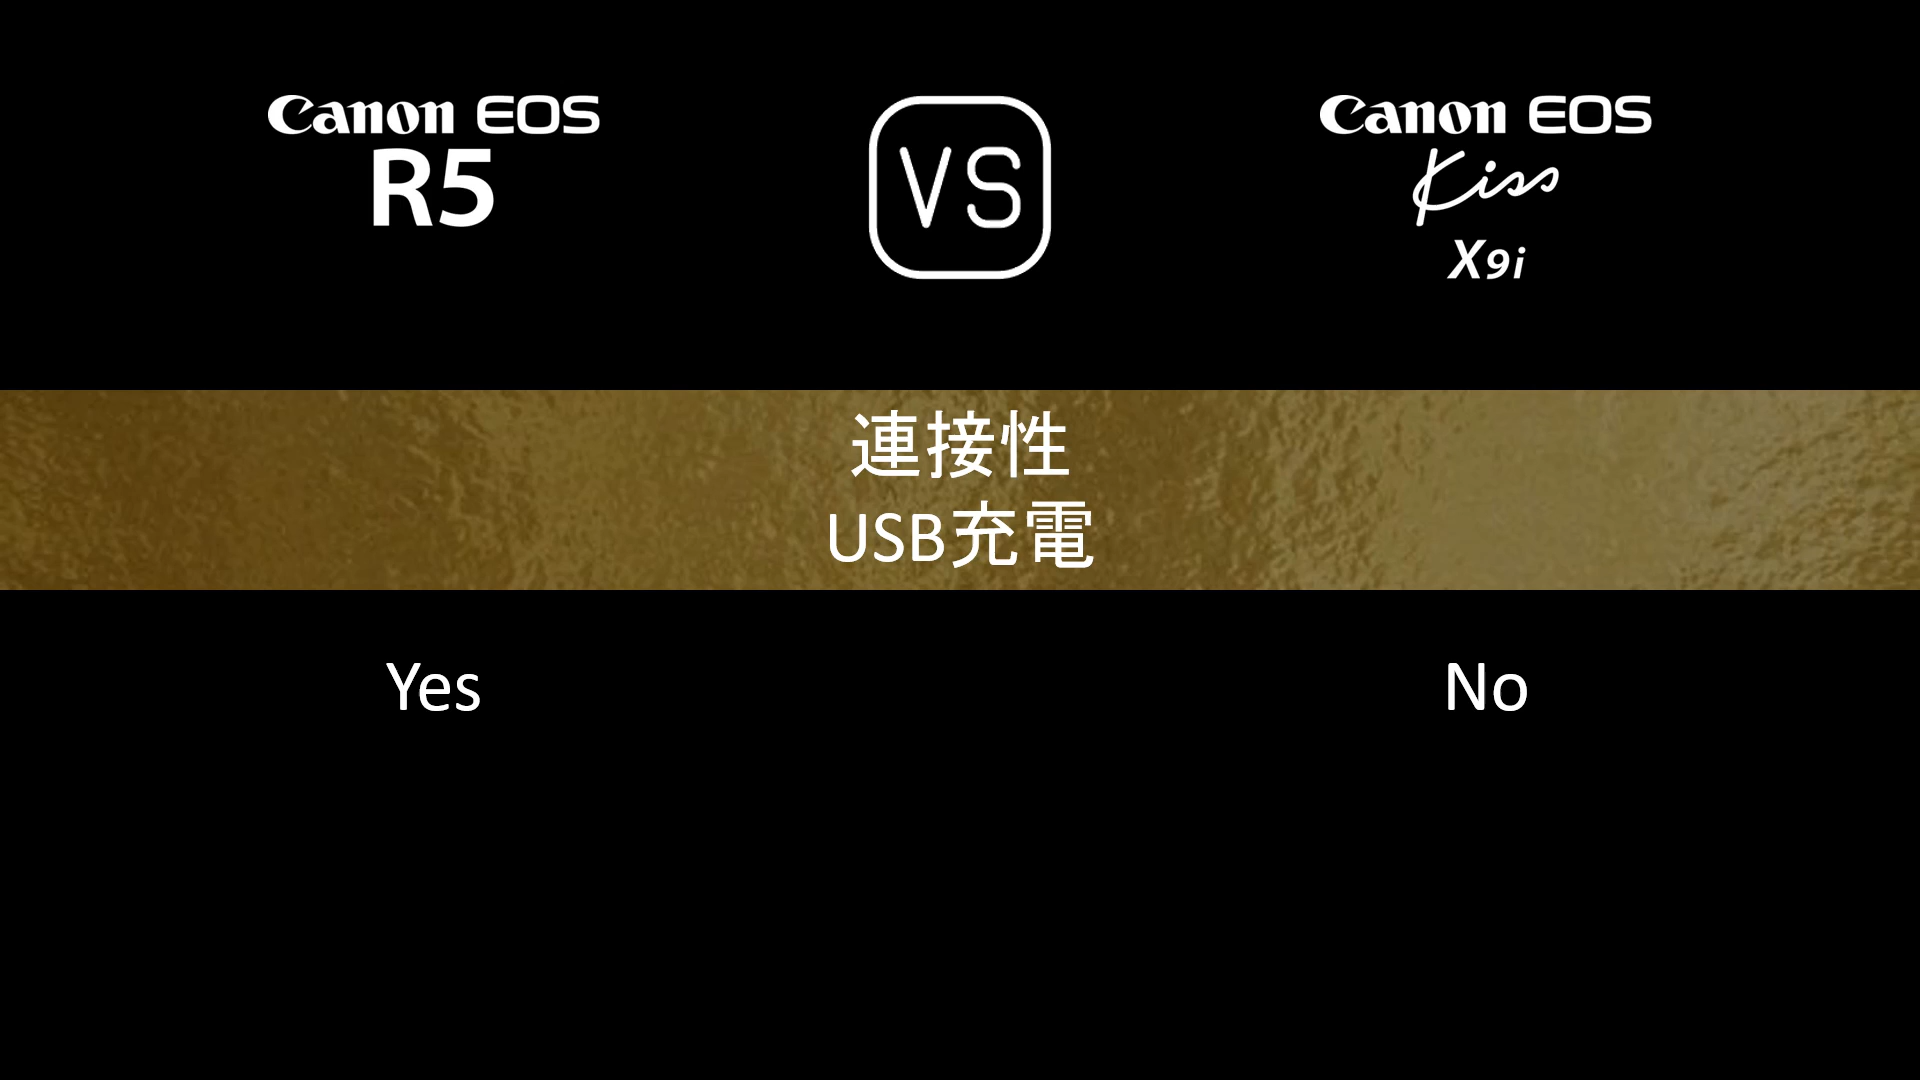 Canon EOS
R5
VS
Canon EOS
Kiss
X9i
連接性
USB充電
Yes
No